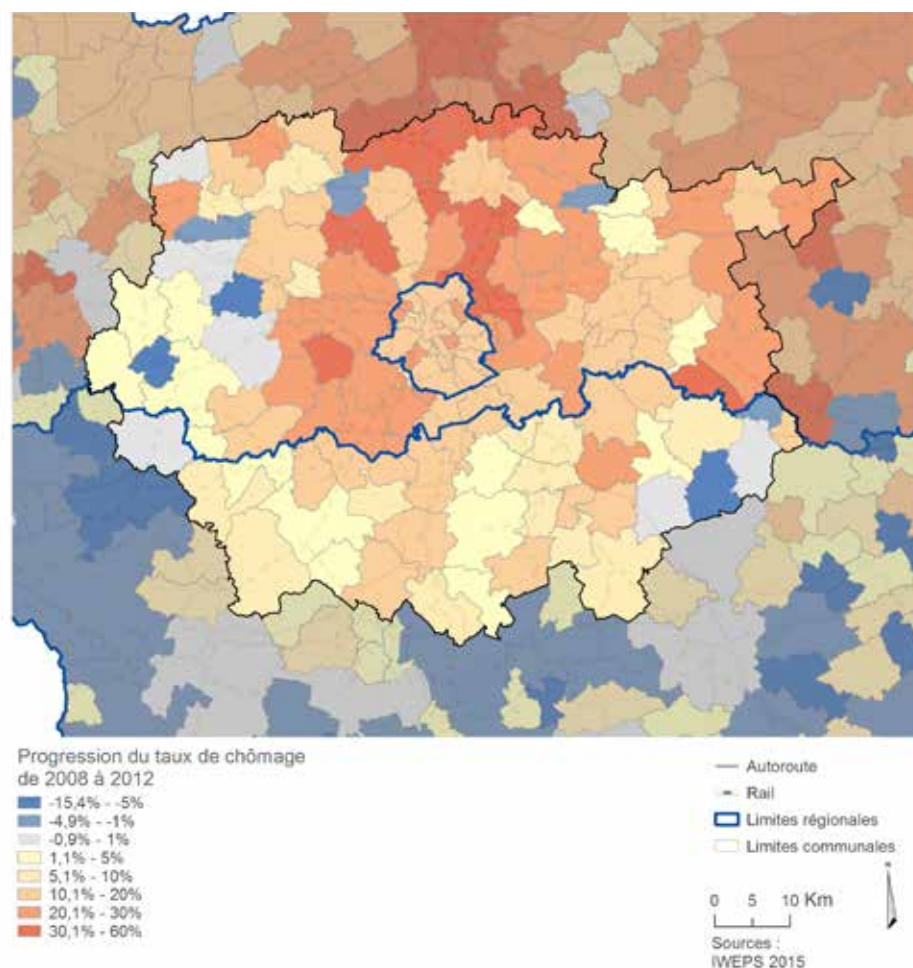 Progression du taux de chômage
de 2008 à 2012
-15,4% - -5%
-4,9% - -1%
-0,9% - 1%
1,1% - 5%
5,1% - 10%
10,1% - 20%
20,1% - 30%
30,1% - 60%
Autoroute
Rail
Limites régionales
Limites communales
N
0 5 10 Km
Sources :
IWEPS 2015